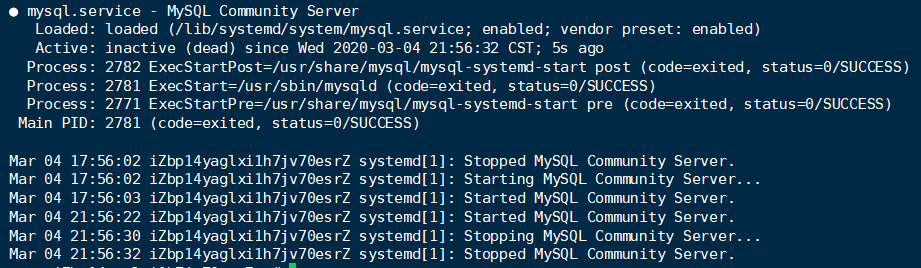 ● mysql.service - MySQL Community Server
Loaded: loaded (/lib/systemd/system/mysql.service; enabled; vendor preset: enabled)
Active: inactive (dead) since Wed 2020-03-04 21:56:32 CST; 5s ago
Process: 2782 ExecStartPost=/usr/share/mysql/mysql-systemd-start post (code=exited, status=0/SUCCESS)
Process: 2781 ExecStart=/usr/sbin/mysqld (code=exited, status=0/SUCCESS)
Process: 2771 ExecStartPre=/usr/share/mysql/mysql-systemd-start pre (code=exited, status=0/SUCCESS)
Main PID: 2781 (code=exited, status=0/SUCCESS)
Mar 04 17:56:02 iZbp14yaglxi1h7jv70esrZ systemd[1]: Stopped MySQL Community Server.
Mar 04 17:56:02 iZbp14yaglxi1h7jv70esrZ systemd[1]: Starting MySQL Community Server...
Mar 04 17:56:03 iZbp14yaglxi1h7jv70esrZ systemd[1]: Started MySQL Community Server.
Mar 04 21:56:22 iZbp14yaglxi1h7jv70esrZ systemd[1]: Started MySQL Community Server.
Mar 04 21:56:30 iZbp14yaglxi1h7jv70esrZ systemd[1]: Stopping MySQL Community Server...
Mar 04 21:56:32 iZbp14yaglxi1h7jv70esrZ systemd[1]: Stopped MySQL Community Server.